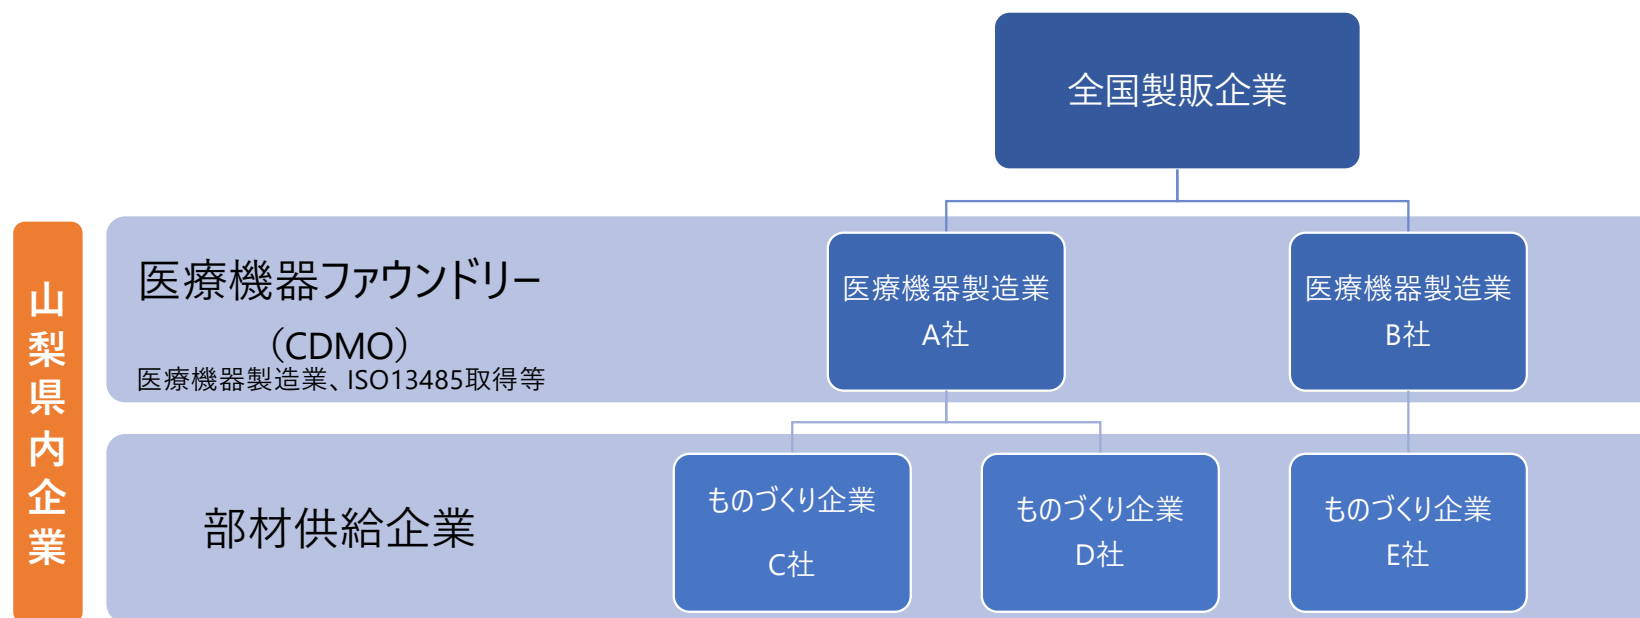 全国製販企業
山梨県内企業
医療機器ファウンドリー
（CDMO）
医療機器製造業、ISO13485取得等
医療機器製造業
A社
医療機器製造業
B社
部材供給企業
ものづくり企業
C社
ものづくり企業
D社
ものづくり企業
E社